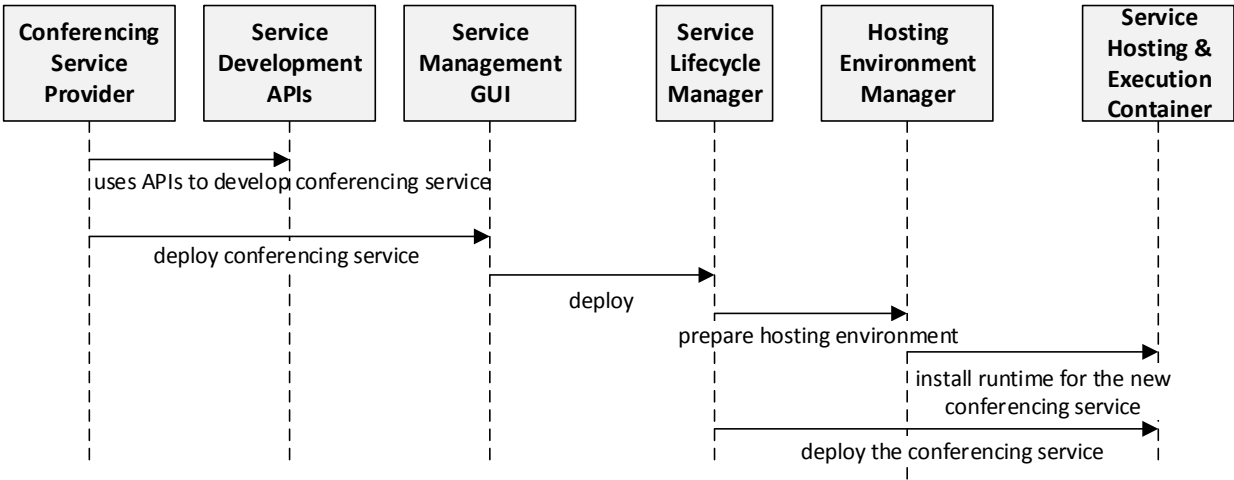 Conferencing
Service
Provider
Service
Development
APIs
Service
Management
GUI
Service
Lifecycle
Manager
Hosting
Environment
Manager
Service
Hosting &
Execution
Container
uses APIs to develop conferencing service
deploy conferencing service
deploy
prepare hosting environment
install runtime for the new
conferencing service
deploy the conferencing service